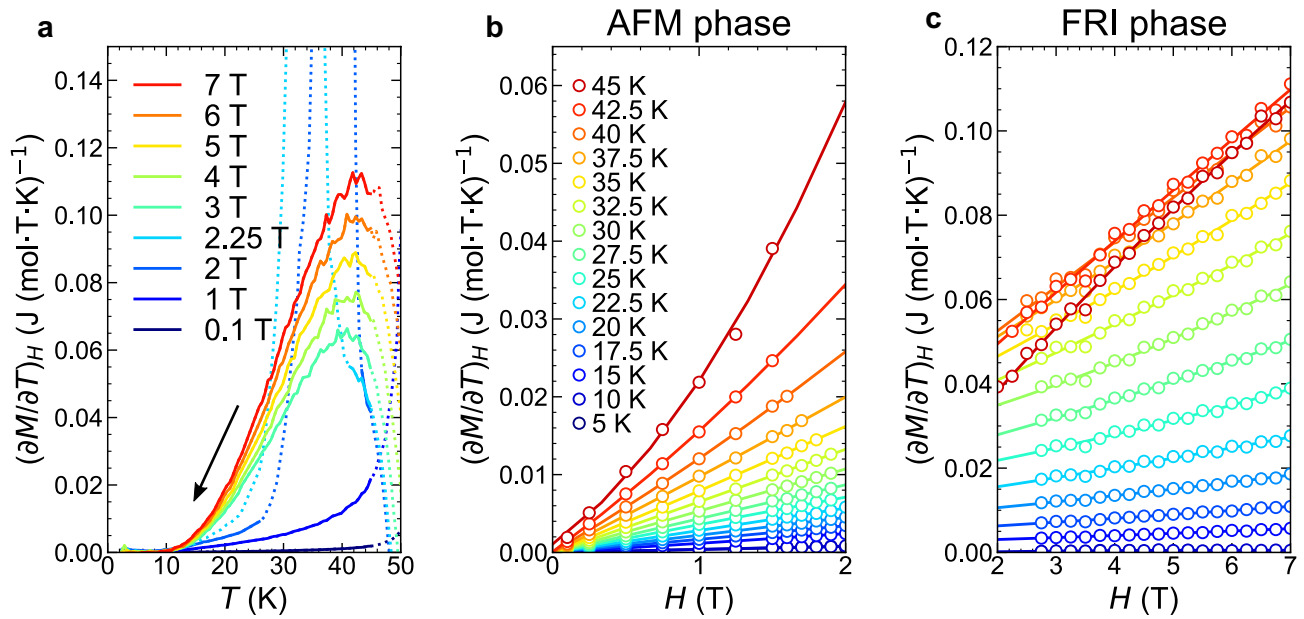 a
(∂M/∂T)H (J (mol·T·K)−1
0.14
0.12
0.10
0.08
0.06
0.04
0.02
0.00
7 T
6 T
5 T
4 T
3 T
2.25 T
2 T
1 T
0.1 T
0 10 20 30 40 50
T (K)
b
AFM phase
(∂M/∂T)H (J (mol·T·K)−1
0.06
0.05
0.04
0.03
0.02
0.01
0.00
45 K
42.5 K
40 K
37.5 K
35 K
32.5 K
30 K
27.5 K
25 K
22.5 K
20 K
17.5 K
15 K
10 K
5 K
0 1 2
H (T)
c
FRI phase
(∂M/∂T)H (J (mol·T·K)−1
0.12
0.10
0.08
0.06
0.04
0.02
0.00
2 3 4 5 6 7
H (T)